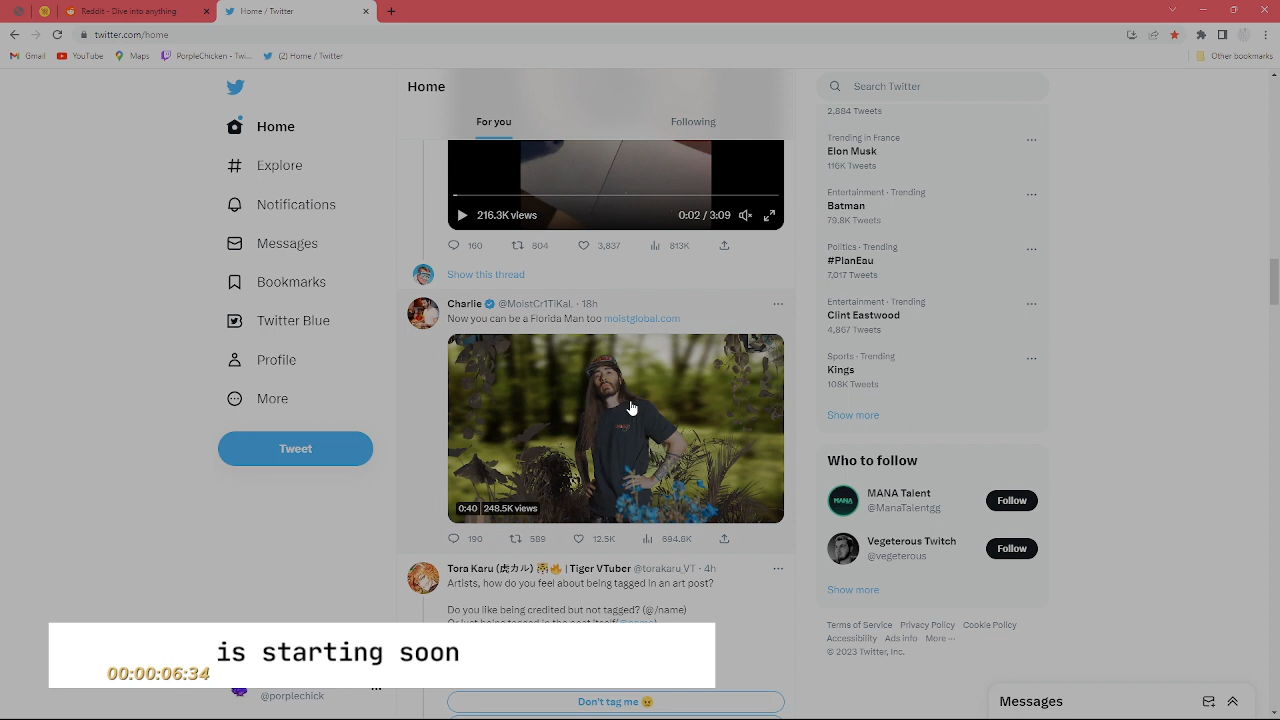 Reddit - Dive into anything
Home / Twitter
twitter.com/home
Gmail
YouTube
Maps
PorpleChicken - Tw...
(2) Home / Twitter
Other bookmarks
Home
Explore
Notifications
Messages
Bookmarks
Twitter Blue
Profile
More
Tweet
Home
For you
Following
216.3K views
0:02 / 3:09
160
804
3,837
813K
Show this thread
Charlie @MoistCr1TiKaL · 18h
Now you can be a Florida Man too moistglobal.com
0:40 248.5K views
190
589
12.5K
694.8K
Tora Karu (虎カル) 🐯🔥 | Tiger VTuber @torakaru_VT · 4h
Artists, how do you feel about being tagged in an art post?
Do you like being credited but not tagged? (@/name)
Don't tag me 😠
is starting soon
00:00:06:34
@porplechick
Search Twitter
2,884 Tweets
Trending in France
Elon Musk
116K Tweets
Entertainment · Trending
Batman
79.8K Tweets
Politics · Trending
#PlanEau
7,017 Tweets
Entertainment · Trending
Clint Eastwood
4,867 Tweets
Sports · Trending
Kings
108K Tweets
Show more
Who to follow
MANA Talent
@ManaTalentgg
Follow
Vegeterous Twitch
@vegeterous
Follow
Show more
Terms of Service Privacy Policy Cookie Policy
Accessibility Ads info More ···
© 2023 Twitter, Inc.
Messages